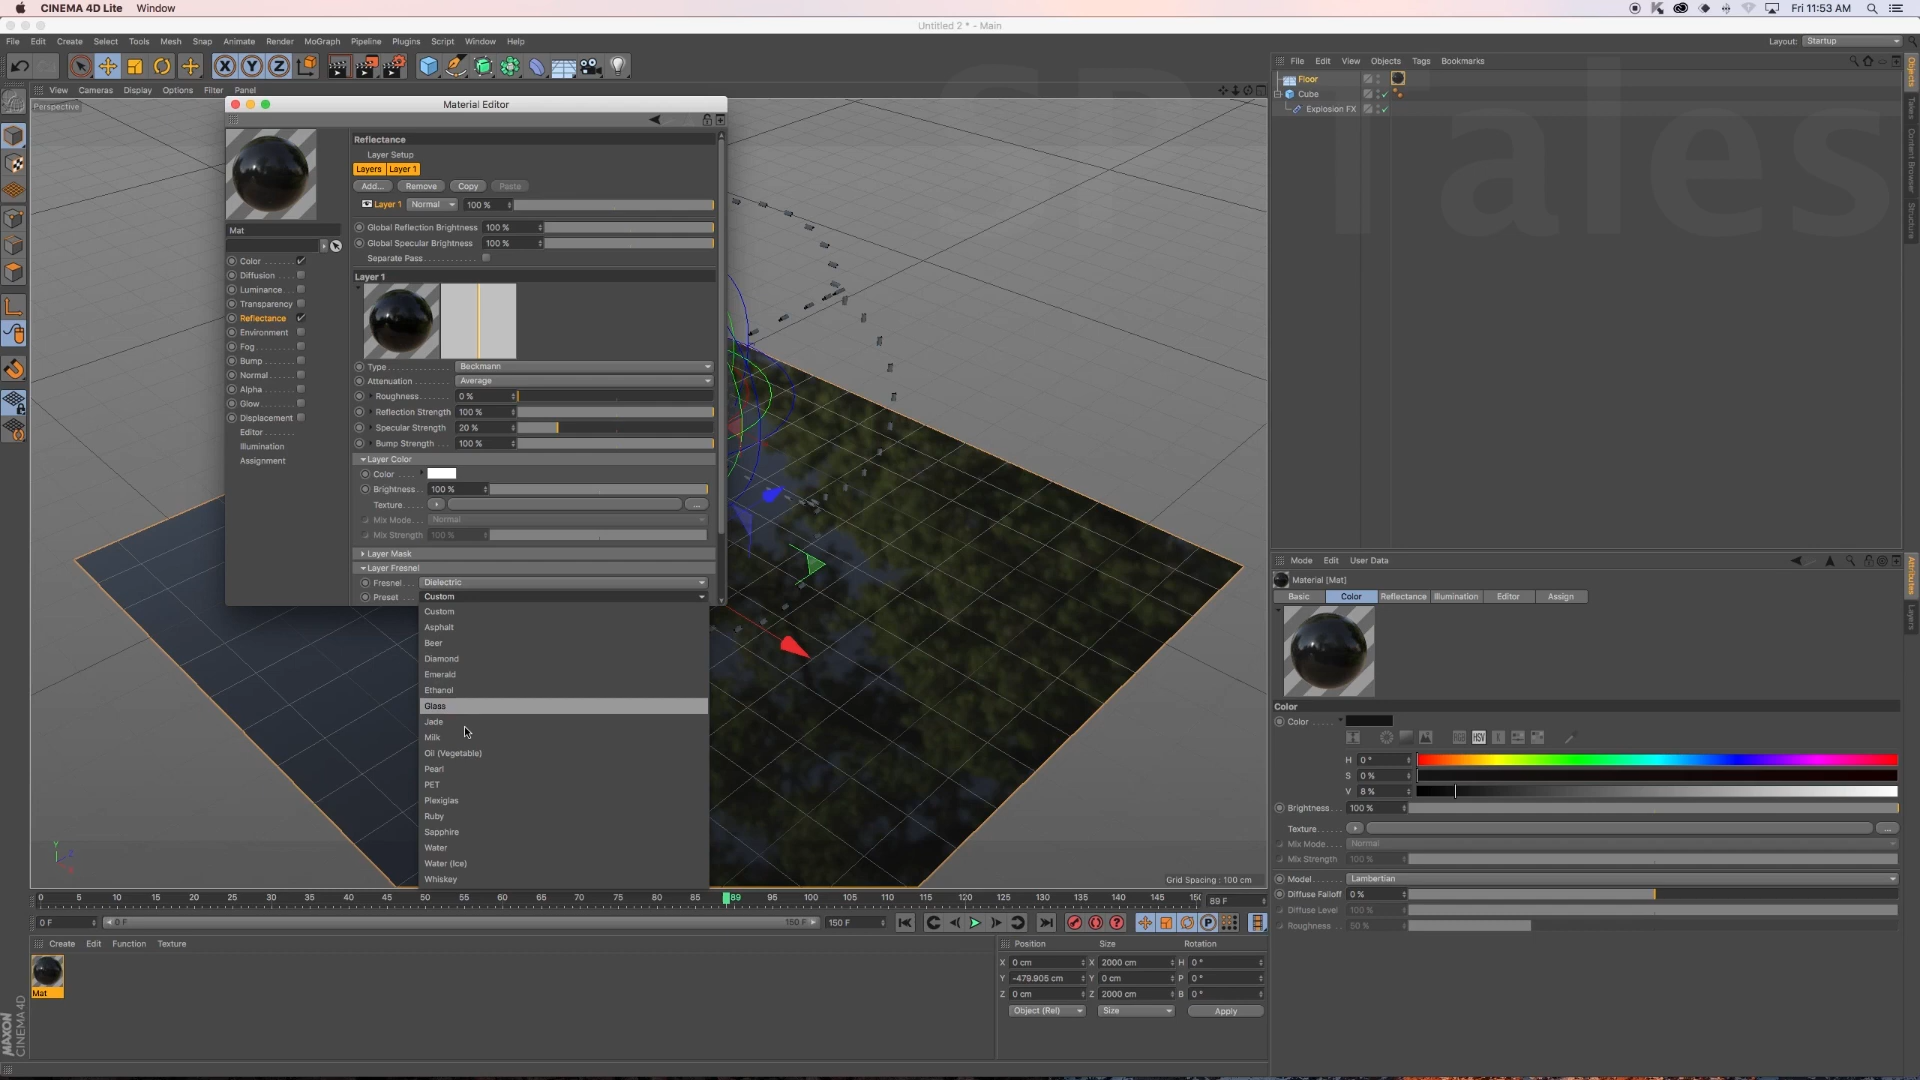 CINEMA 4D Lite Window Fri 11:53 AM
Untitled 2 * - Main
File Edit Create Select Tools Mesh Snap Animate Render MoGraph Pipeline Plugins Script Window Help Layout: Startup
View Cameras Display Options Filter Panel
Perspective
Material Editor
Reflectance
Layer Setup
Layers Layer 1
Add... Remove Copy Paste
Layer 1 Normal 100 %
Global Reflection Brightness 100 %
Global Specular Brightness 100 %
Separate Pass
Layer 1
Type Beckmann
Attenuation Average
Roughness 0 %
Reflection Strength 100 %
Specular Strength 20 %
Bump Strength 100 %
Layer Color
Color
Brightness 100 %
Texture ...
Mix Mode Normal
Mix Strength 100 %
Layer Mask
Layer Fresnel
Fresnel Dielectric
Preset Custom
Custom
Asphalt
Beer
Diamond
Emerald
Ethanol
Glass
Jade
Milk
Oil (Vegetable)
Pearl
PET
Plexiglas
Ruby
Sapphire
Water
Water (Ice)
Whiskey
Mat
Color
Diffusion
Luminance
Transparency
Reflectance
Environment
Fog
Bump
Normal
Alpha
Glow
Displacement
Editor
Illumination
Assignment
Grid Spacing : 100 cm
0 5 10 15 20 25 30 35 40 45 50 55 60 65 70 75 80 85 89 95 100 105 110 115 120 125 130 135 140 145 150 89 F
0 F 0 F 150 F 150 F
Create Edit Function Texture
Mat
MAXON
CINEMA 4D
Position Size Rotation
X 0 cm X 2000 cm H 0 °
Y -479.905 cm Y 0 cm P 0 °
Z 0 cm Z 2000 cm B 0 °
Object (Rel) Size Apply
File Edit View Objects Tags Bookmarks
Floor
Cube
Explosion FX
Tales
Objects
Takes
Content Browser
Structure
Mode Edit User Data
Material [Mat]
Basic Color Reflectance Illumination Editor Assign
Color
Color
RGB HSV
H 0 °
S 0 %
V 8 %
Brightness 100 %
Texture ...
Mix Mode Normal
Mix Strength 100 %
Model Lambertian
Diffuse Falloff 0 %
Diffuse Level 100 %
Roughness 50 %
Attributes
Layers